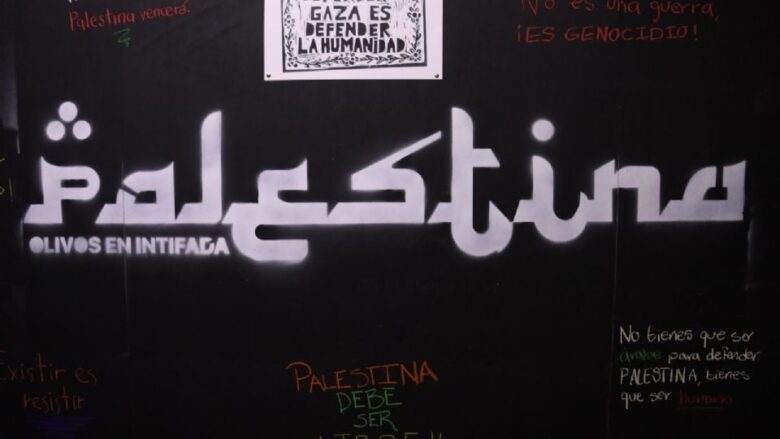 Palestina vencerá.
GAZA ES
DEFENDER
LA HUMANIDAD
No es una guerra,
¡ES GENOCIDIO!
Palestina
OLIVOS EN INTIFADA
Existir es
resistir
PALESTINA
DEBE
SER
No tienes que ser
árabe para defender
PALESTINA, tienes
que ser humano.